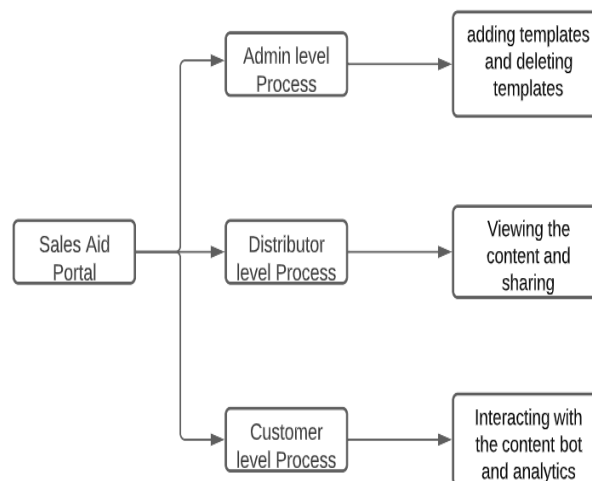 Admin level
Process
adding templates
and deleting
templates
Sales Aid
Portal
Distributor
level Process
Viewing the
content and
sharing
Customer
level Process
Interacting with
the content bot
and analytics